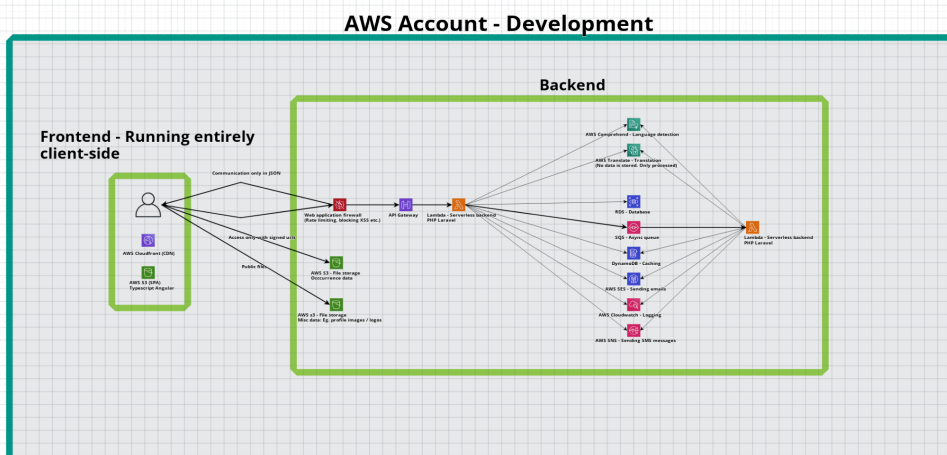 AWS Account - Development
Backend
Frontend - Running entirely
client-side
Communication only in JSON
Access only with signed uris
Public files
AWS Cloudfront (CDN)
AWS S3 (SPA)
Typescript Angular
Web application firewall
(Rate limiting, blocking XSS etc.)
API Gateway
Lambda - Serverless backend
PHP Laravel
AWS S3 - File storage
Occcurrence data
AWS s3 - File storage
Misc data: Eg. profile images / logos
AWS Comprehend - Language detection
AWS Translate - Translation
(No data is stored. Only processed)
RDS - Database
SQS - Async queue
DynamoDB - Caching
AWS SES - Sending emails
AWS Cloudwatch - Logging
AWS SNS - Sending SMS messages
Lambda - Serverless backend
PHP Laravel